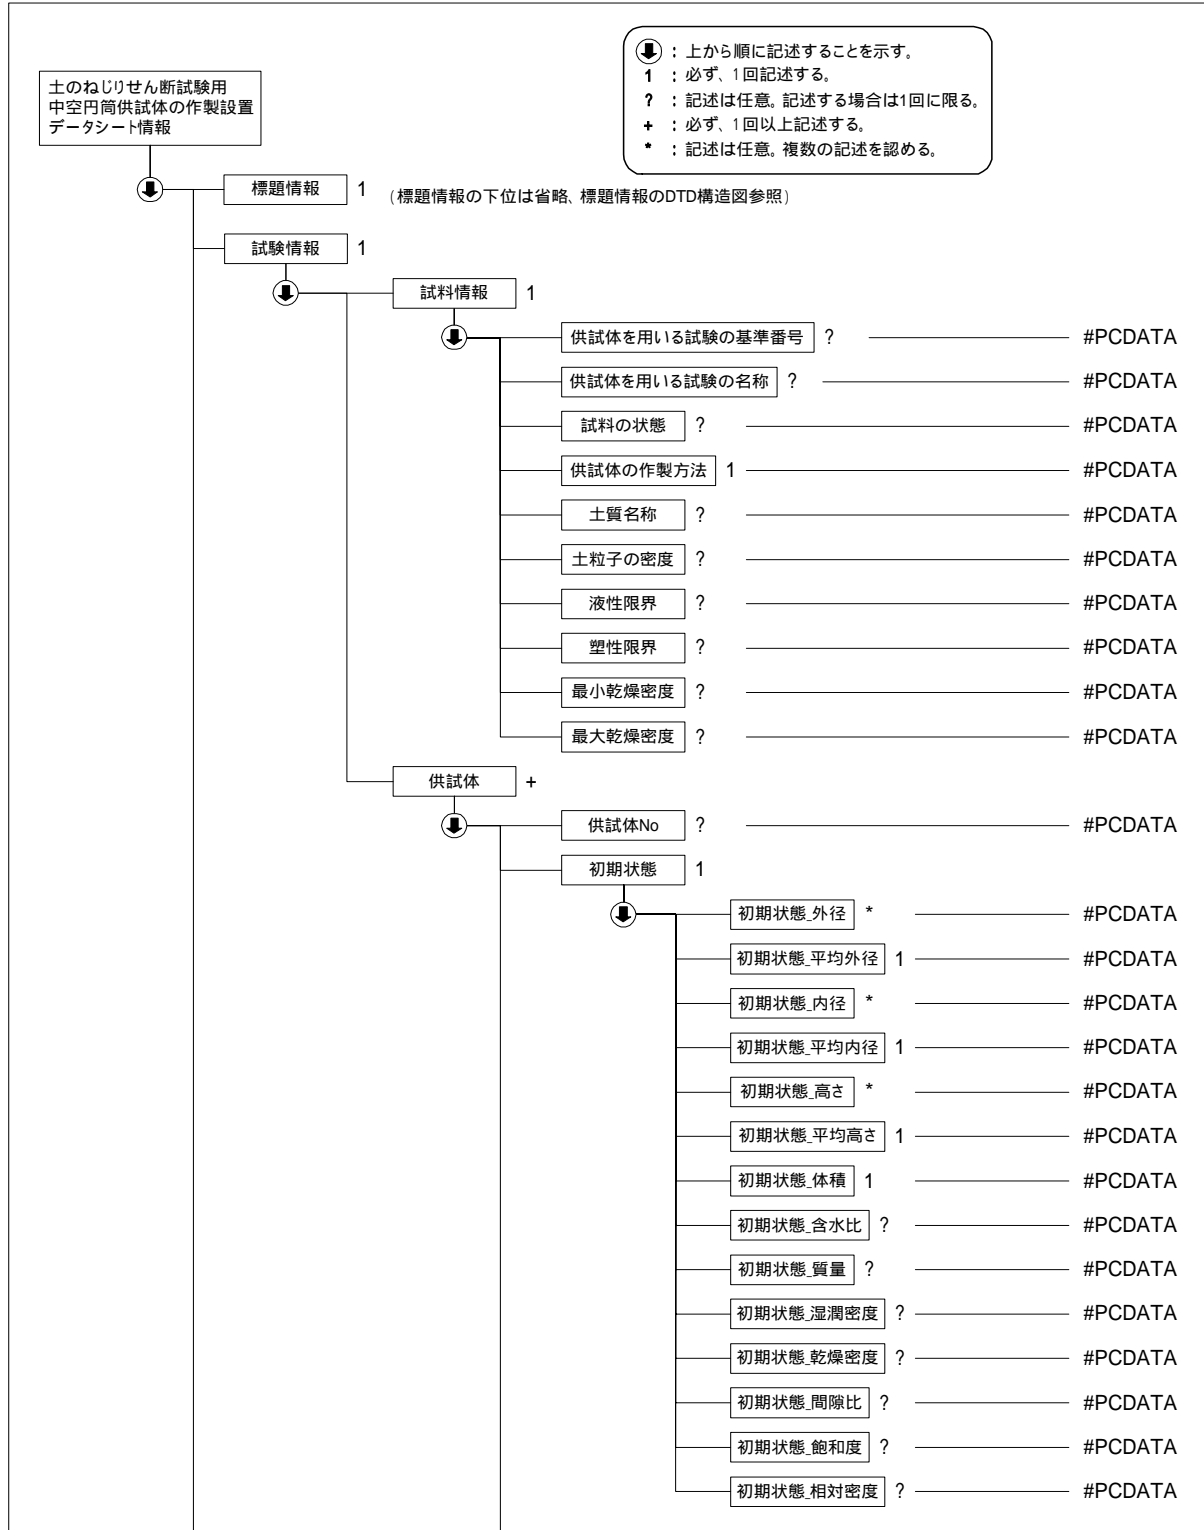 ：上から順に記述することを示す。
1：必ず、1回記述する。
?：記述は任意。記述する場合は1回に限る。
+：必ず、1回以上記述する。
*：記述は任意。複数の記述を認める。
土のねじりせん断試験用
中空円筒供試体の作製設置
データシート情報
標題情報 1 （標題情報の下位は省略、標題情報のDTD構造図参照）
試験情報 1
試料情報 1
供試体を用いる試験の基準番号 ? #PCDATA
供試体を用いる試験の名称 ? #PCDATA
試料の状態 ? #PCDATA
供試体の作製方法 1 #PCDATA
土質名称 ? #PCDATA
土粒子の密度 ? #PCDATA
液性限界 ? #PCDATA
塑性限界 ? #PCDATA
最小乾燥密度 ? #PCDATA
最大乾燥密度 ? #PCDATA
供試体 +
供試体No ? #PCDATA
初期状態 1
初期状態_外径 * #PCDATA
初期状態_平均外径 1 #PCDATA
初期状態_内径 * #PCDATA
初期状態_平均内径 1 #PCDATA
初期状態_高さ * #PCDATA
初期状態_平均高さ 1 #PCDATA
初期状態_体積 1 #PCDATA
初期状態_含水比 ? #PCDATA
初期状態_質量 ? #PCDATA
初期状態_湿潤密度 ? #PCDATA
初期状態_乾燥密度 ? #PCDATA
初期状態_間隙比 ? #PCDATA
初期状態_飽和度 ? #PCDATA
初期状態_相対密度 ? #PCDATA